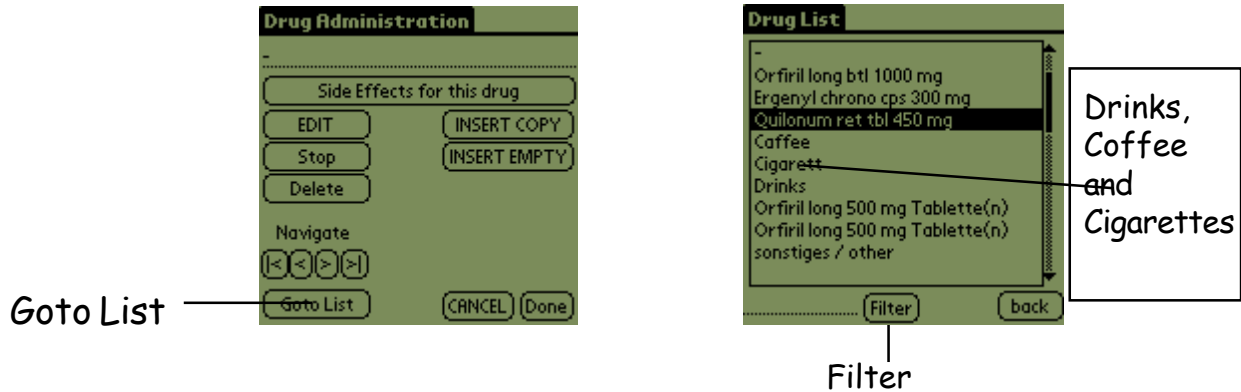 Drug Administration
-
Side Effects for this drug
EDIT
INSERT COPY
Stop
INSERT EMPTY
Delete
Navigate
|<
<
>
>|
Goto List
CANCEL
Done
Goto List
Drug List
-
Orfiril long btl 1000 mg
Ergenyl chrono cps 300 mg
Quilonum ret tbl 450 mg
Caffee
Cigarett
Drinks
Orfiril long 500 mg Tablette(n)
Orfiril long 500 mg Tablette(n)
sonstiges / other
Filter
back
Drinks,
Coffee
and
Cigarettes
Filter